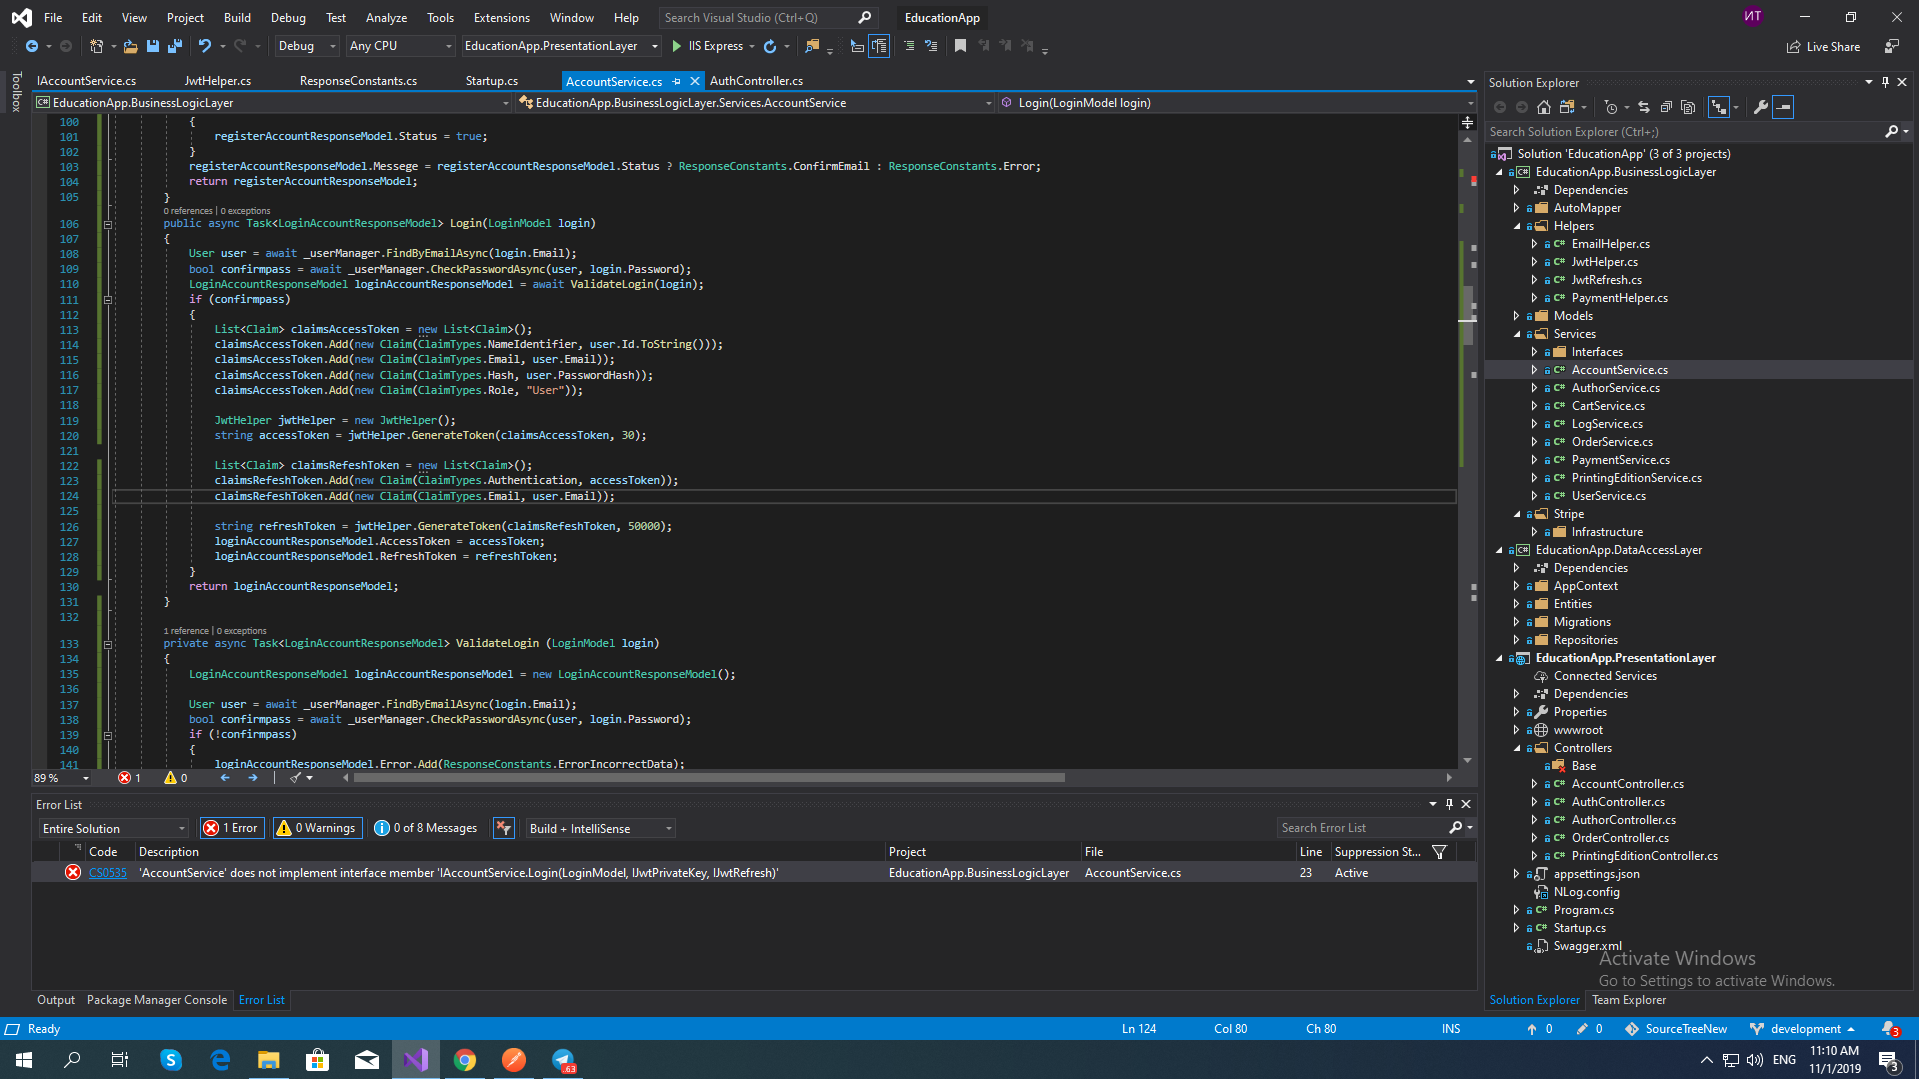 File Edit View Project Build Debug Test Analyze Tools Extensions Window Help Search Visual Studio (Ctrl+Q) EducationApp ИТ
Debug Any CPU EducationApp.PresentationLayer IIS Express Live Share
Toolbox
IAccountService.cs JwtHelper.cs ResponseConstants.cs Startup.cs AccountService.cs AuthController.cs
EducationApp.BusinessLogicLayer EducationApp.BusinessLogicLayer.Services.AccountService Login(LoginModel login)
100 {
101 registerAccountResponseModel.Status = true;
102 }
103 registerAccountResponseModel.Messege = registerAccountResponseModel.Status ? ResponseConstants.ConfirmEmail : ResponseConstants.Error;
104 return registerAccountResponseModel;
105 }
0 references | 0 exceptions
106 public async Task<LoginAccountResponseModel> Login(LoginModel login)
107 {
108 User user = await _userManager.FindByEmailAsync(login.Email);
109 bool confirmpass = await _userManager.CheckPasswordAsync(user, login.Password);
110 LoginAccountResponseModel loginAccountResponseModel = await ValidateLogin(login);
111 if (confirmpass)
112 {
113 List<Claim> claimsAccessToken = new List<Claim>();
114 claimsAccessToken.Add(new Claim(ClaimTypes.NameIdentifier, user.Id.ToString()));
115 claimsAccessToken.Add(new Claim(ClaimTypes.Email, user.Email));
116 claimsAccessToken.Add(new Claim(ClaimTypes.Hash, user.PasswordHash));
117 claimsAccessToken.Add(new Claim(ClaimTypes.Role, "User"));
118
119 JwtHelper jwtHelper = new JwtHelper();
120 string accessToken = jwtHelper.GenerateToken(claimsAccessToken, 30);
121
122 List<Claim> claimsRefeshToken = new List<Claim>();
123 claimsRefeshToken.Add(new Claim(ClaimTypes.Authentication, accessToken));
124 claimsRefeshToken.Add(new Claim(ClaimTypes.Email, user.Email));
125
126 string refreshToken = jwtHelper.GenerateToken(claimsRefeshToken, 50000);
127 loginAccountResponseModel.AccessToken = accessToken;
128 loginAccountResponseModel.RefreshToken = refreshToken;
129 }
130 return loginAccountResponseModel;
131 }
132
1 reference | 0 exceptions
133 private async Task<LoginAccountResponseModel> ValidateLogin (LoginModel login)
134 {
135 LoginAccountResponseModel loginAccountResponseModel = new LoginAccountResponseModel();
136
137 User user = await _userManager.FindByEmailAsync(login.Email);
138 bool confirmpass = await _userManager.CheckPasswordAsync(user, login.Password);
139 if (!confirmpass)
140 {
141 loginAccountResponseModel.Error.Add(ResponseConstants.ErrorIncorrectData);
89 % 1 0
Error List
Entire Solution 1 Error 0 Warnings 0 of 8 Messages Build + IntelliSense Search Error List
Code Description Project File Line Suppression St...
CS0535 'AccountService' does not implement interface member 'IAccountService.Login(LoginModel, IJwtPrivateKey, IJwtRefresh)' EducationApp.BusinessLogicLayer AccountService.cs 23 Active
Output Package Manager Console Error List
Solution Explorer
Search Solution Explorer (Ctrl+;)
Solution 'EducationApp' (3 of 3 projects)
EducationApp.BusinessLogicLayer
Dependencies
AutoMapper
Helpers
C# EmailHelper.cs
C# JwtHelper.cs
C# JwtRefresh.cs
C# PaymentHelper.cs
Models
Services
Interfaces
C# AccountService.cs
C# AuthorService.cs
C# CartService.cs
C# LogService.cs
C# OrderService.cs
C# PaymentService.cs
C# PrintingEditionService.cs
C# UserService.cs
Stripe
Infrastructure
EducationApp.DataAccessLayer
Dependencies
AppContext
Entities
Migrations
Repositories
EducationApp.PresentationLayer
Connected Services
Dependencies
Properties
wwwroot
Controllers
Base
C# AccountController.cs
C# AuthController.cs
C# AuthorController.cs
C# OrderController.cs
C# PrintingEditionController.cs
appsettings.json
NLog.config
C# Program.cs
C# Startup.cs
Swagger.xml
Activate Windows
Go to Settings to activate Windows.
Solution Explorer Team Explorer
Ready Ln 124 Col 80 Ch 80 INS 0 0 SourceTreeNew development 3
.63 ENG 11:10 AM 11/1/2019 3